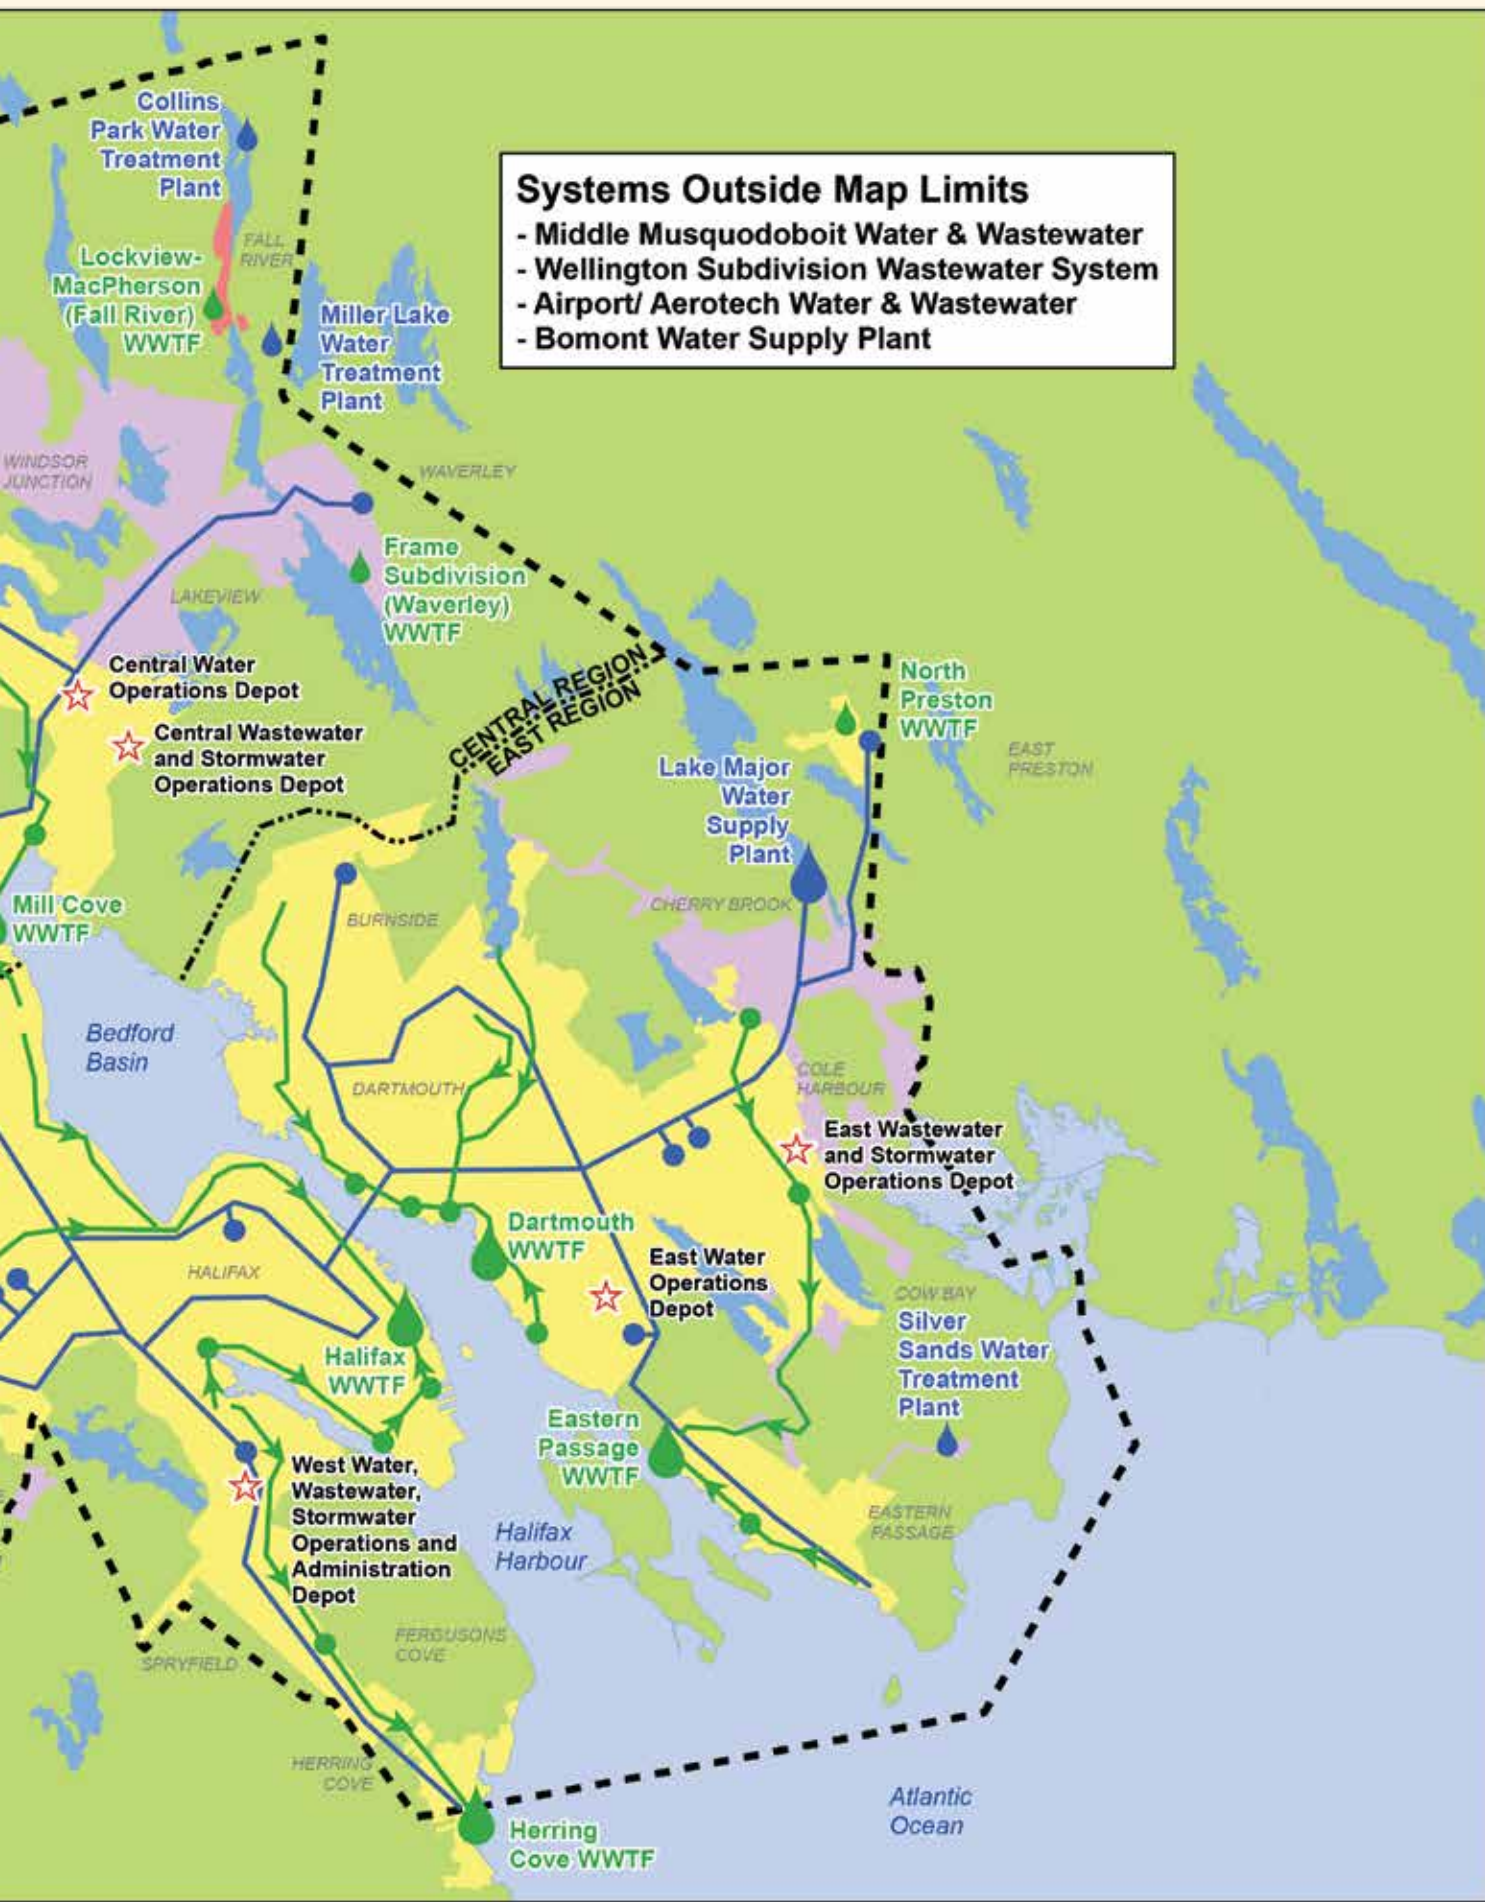 Collins
Park Water
Treatment
Plant
Systems Outside Map Limits
- Middle Musquodoboit Water & Wastewater
- Wellington Subdivision Wastewater System
- Airport/ Aerotech Water & Wastewater
- Bomont Water Supply Plant
FALL
RIVER
Lockview-
MacPherson
(Fall River)
WWTF
Miller Lake
Water
Treatment
Plant
WINDSOR
JUNCTION
WAVERLEY
Frame
Subdivision
(Waverley)
WWTF
LAKEVIEW
Central Water
Operations Depot
Central Wastewater
and Stormwater
Operations Depot
CENTRAL REGION
EAST REGION
North
Preston
WWTF
EAST
PRESTON
Lake Major
Water
Supply
Plant
Mill Cove
WWTF
BURNSIDE
CHERRY BROOK
Bedford
Basin
DARTMOUTH
COLE
HARBOUR
East Wastewater
and Stormwater
Operations Depot
Dartmouth
WWTF
HALIFAX
East Water
Operations
Depot
COW BAY
Silver
Sands Water
Treatment
Plant
Halifax
WWTF
Eastern
Passage
WWTF
West Water,
Wastewater,
Stormwater
Operations and
Administration
Depot
Halifax
Harbour
EASTERN
PASSAGE
FERGUSONS
COVE
SPRYFIELD
HERRING
COVE
Atlantic
Ocean
Herring
Cove WWTF